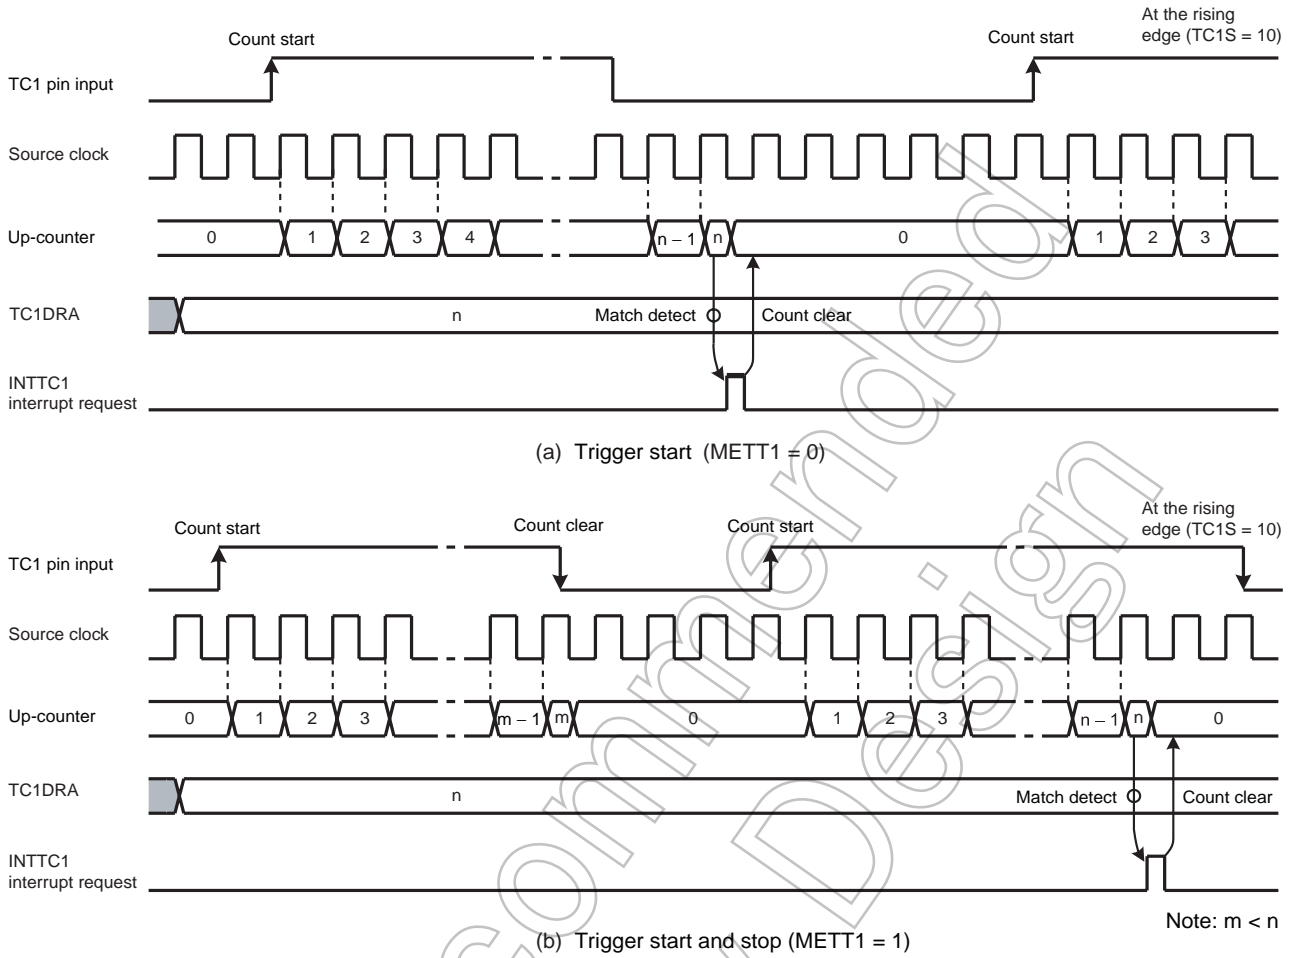 At the rising
edge (TC1S = 10)
Count start
Count start
TC1 pin input
Source clock
Up-counter
0 1 2 3 4 n – 1 n 0 1 2 3
TC1DRA
n
Match detect
Count clear
INTTC1
interrupt request
(a) Trigger start (METT1 = 0)
At the rising
edge (TC1S = 10)
Count start
Count clear
Count start
TC1 pin input
Source clock
Up-counter
0 1 2 3 m – 1 m 0 1 2 3 n – 1 n 0
TC1DRA
n
Match detect
Count clear
INTTC1
interrupt request
Note: m < n
(b) Trigger start and stop (METT1 = 1)